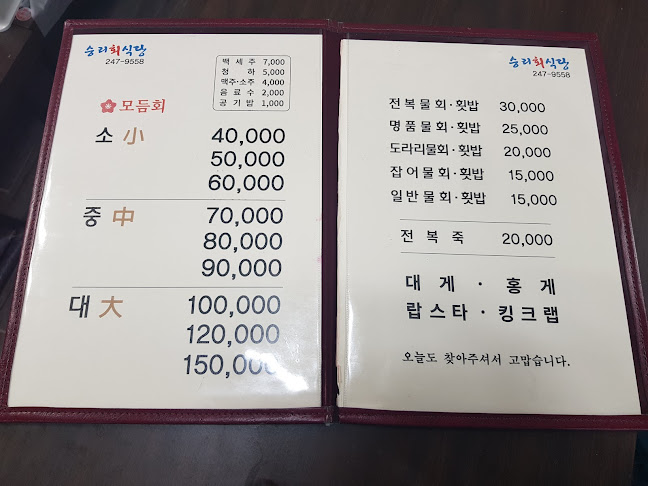 승리회식당
247-9558
백세주 7,000
청하 5,000
맥주·소주 4,000
음료수 2,000
공기밥 1,000
모듬회
소 小 40,000
50,000
60,000
중 中 70,000
80,000
90,000
대 大 100,000
120,000
150,000
승리회식당
247-9558
전복물회·횟밥 30,000
명품물회·횟밥 25,000
도라리물회·횟밥 20,000
잡어물회·횟밥 15,000
일반물회·횟밥 15,000
전복죽 20,000
대게·홍게
랍스타·킹크랩
오늘도 찾아주셔서 고맙습니다.